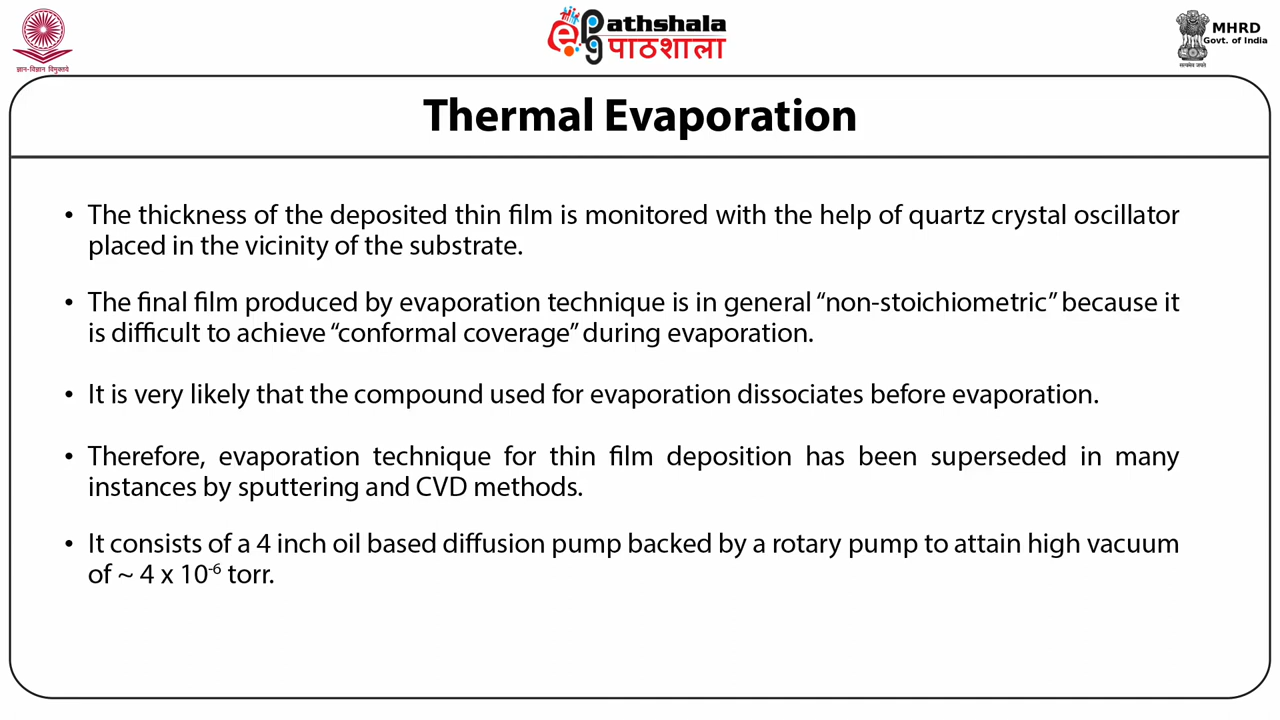 ePathshala
पाठशाला
MHRD
Govt. of India
ज्ञान-विज्ञान विमुक्तये
सत्यमेव जयते
Thermal Evaporation
• The thickness of the deposited thin film is monitored with the help of quartz crystal oscillator
placed in the vicinity of the substrate.
• The final film produced by evaporation technique is in general “non-stoichiometric” because it
is difficult to achieve “conformal coverage” during evaporation.
• It is very likely that the compound used for evaporation dissociates before evaporation.
• Therefore, evaporation technique for thin film deposition has been superseded in many
instances by sputtering and CVD methods.
• It consists of a 4 inch oil based diffusion pump backed by a rotary pump to attain high vacuum
of ~ 4 x 10⁻⁶ torr.